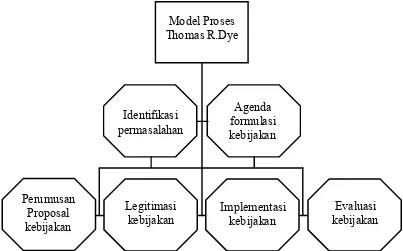 Model Proses
Thomas R.Dye
Identifikasi
permasalahan
Agenda
formulasi
kebijakan
Perumusan
Proposal
kebijakan
Legitimasi
kebijakan
Implementasi
kebijakan
Evaluasi
kebijakan